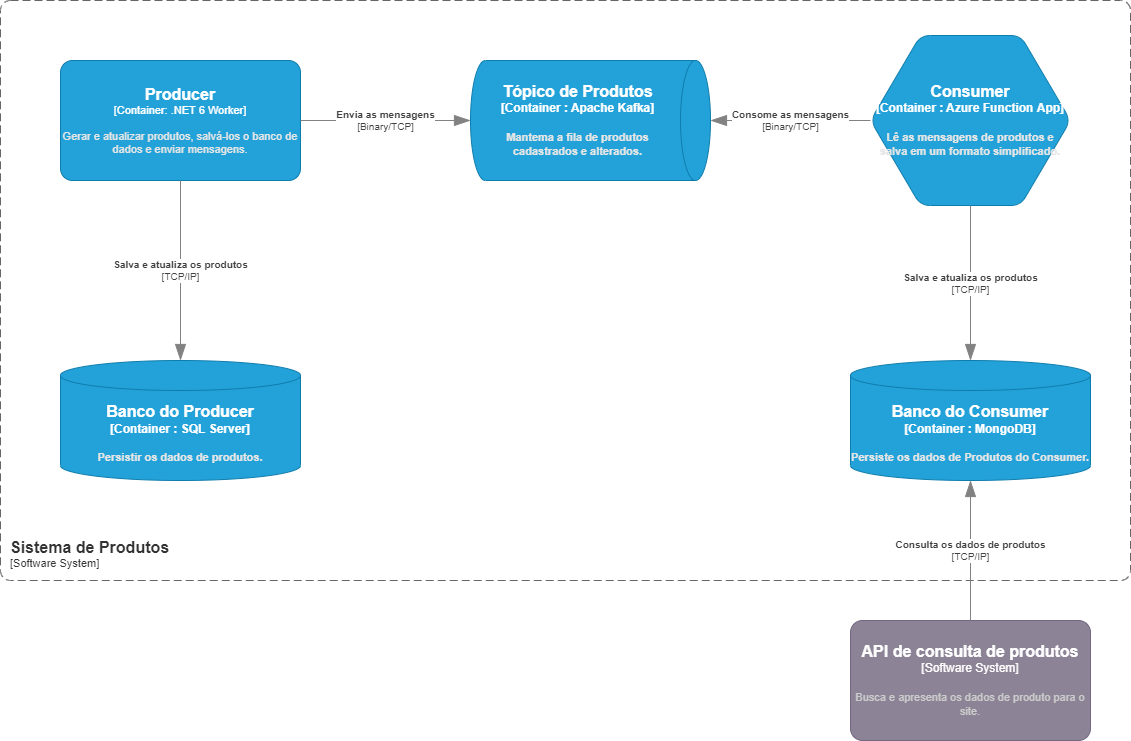 Producer
[Container: .NET 6 Worker]
Gerar e atualizar produtos, salvá-los o banco de
dados e enviar mensagens.
Envia as mensagens
[Binary/TCP]
Tópico de Produtos
[Container : Apache Kafka]
Mantema a fila de produtos
cadastrados e alterados.
Consome as mensagens
[Binary/TCP]
Consumer
[Container : Azure Function App]
Lê as mensagens de produtos e
salva em um formato simplificado.
Salva e atualiza os produtos
[TCP/IP]
Salva e atualiza os produtos
[TCP/IP]
Banco do Producer
[Container : SQL Server]
Persistir os dados de produtos.
Banco do Consumer
[Container : MongoDB]
Persiste os dados de Produtos do Consumer.
Sistema de Produtos
[Software System]
Consulta os dados de produtos
[TCP/IP]
API de consulta de produtos
[Software System]
Busca e apresenta os dados de produto para o
site.